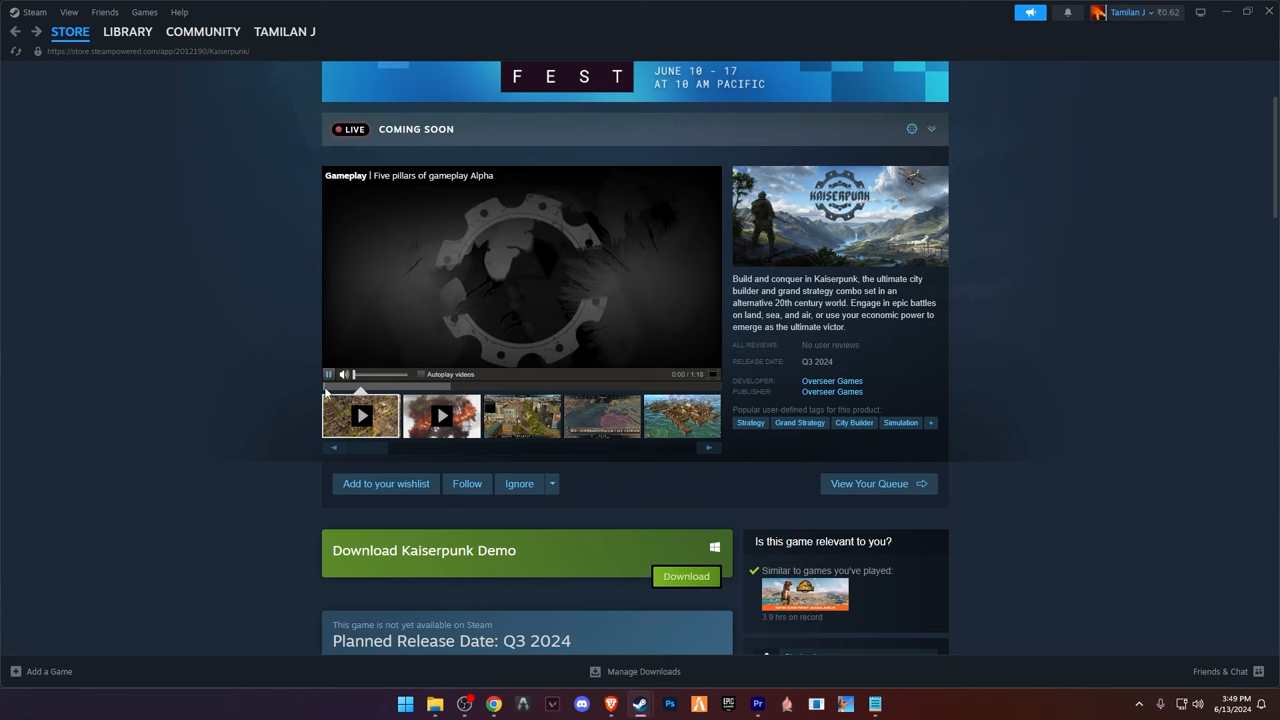 Steam View Friends Games Help
Tamilan J ₹0.62
STORE LIBRARY COMMUNITY TAMILAN J
https://store.steampowered.com/app/2012190/Kaiserpunk/
FEST
JUNE 10 - 17
AT 10 AM PACIFIC
LIVE COMING SOON
Gameplay | Five pillars of gameplay Alpha
KAISERPUNK
Build and conquer in Kaiserpunk, the ultimate city
builder and grand strategy combo set in an
alternative 20th century world. Engage in epic battles
on land, sea, and air, or use your economic power to
emerge as the ultimate victor.
ALL REVIEWS: No user reviews
RELEASE DATE: Q3 2024
DEVELOPER: Overseer Games
PUBLISHER: Overseer Games
Popular user-defined tags for this product:
Strategy Grand Strategy City Builder Simulation +
Autoplay videos 0:00 / 1:18
Add to your wishlist Follow Ignore
View Your Queue
Download Kaiserpunk Demo
Download
Is this game relevant to you?
Similar to games you've played:
3.9 hrs on record
This game is not yet available on Steam
Planned Release Date: Q3 2024
Add a Game
Manage Downloads
Friends & Chat
Ps
EPIC
Pr
3:49 PM
6/13/2024